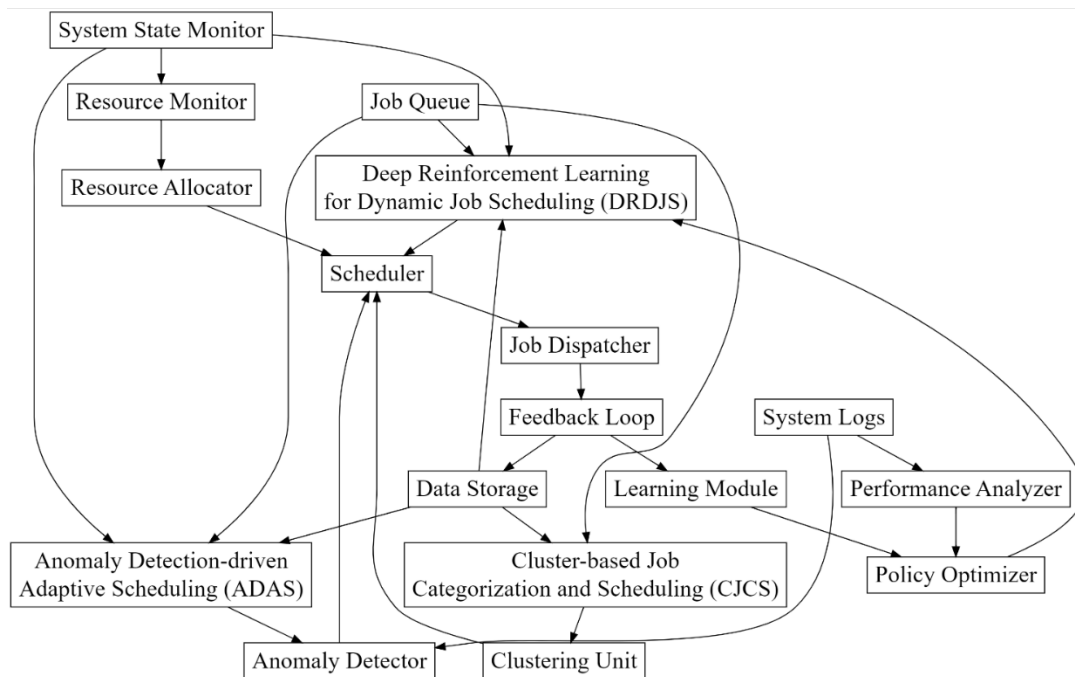 System State Monitor
Resource Monitor
Job Queue
Deep Reinforcement Learning
for Dynamic Job Scheduling (DRDJS)
Resource Allocator
Scheduler
Job Dispatcher
Feedback Loop
System Logs
Data Storage
Learning Module
Performance Analyzer
Anomaly Detection-driven
Adaptive Scheduling (ADAS)
Cluster-based Job
Categorization and Scheduling (CJCS)
Policy Optimizer
Anomaly Detector
Clustering Unit